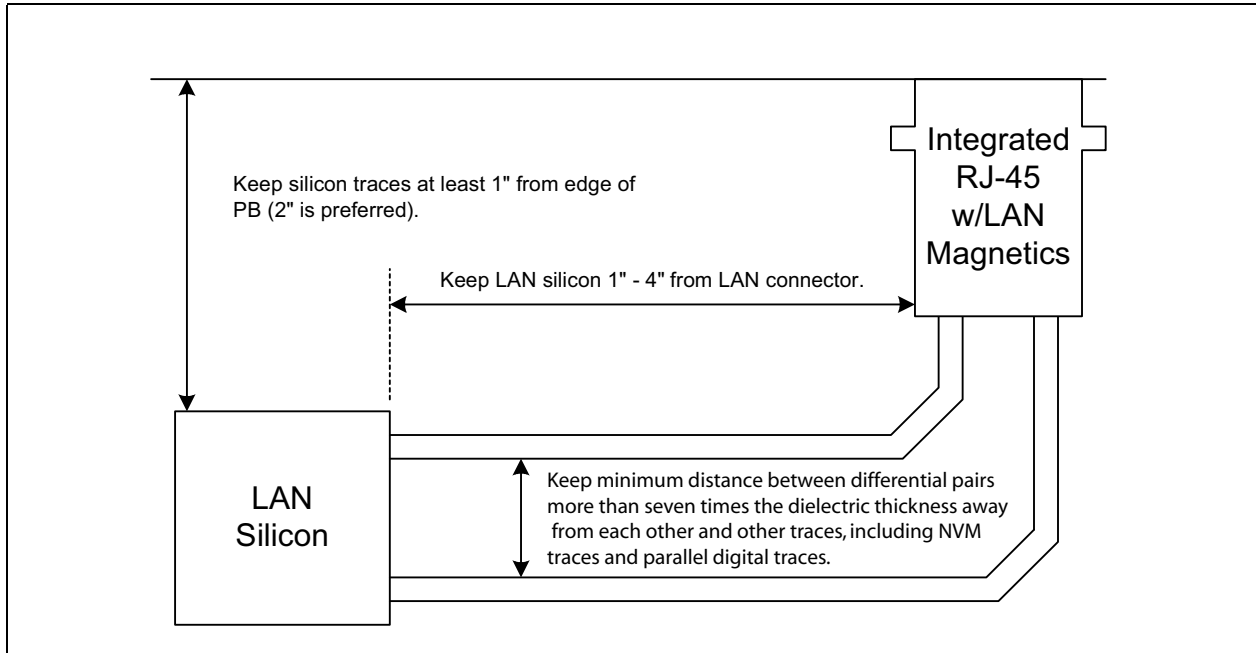 Keep silicon traces at least 1" from edge of
PB (2" is preferred).
Integrated
RJ-45
w/LAN
Magnetics
Keep LAN silicon 1" - 4" from LAN connector.
LAN
Silicon
Keep minimum distance between differential pairs
more than seven times the dielectric thickness away
from each other and other traces, including NVM
traces and parallel digital traces.